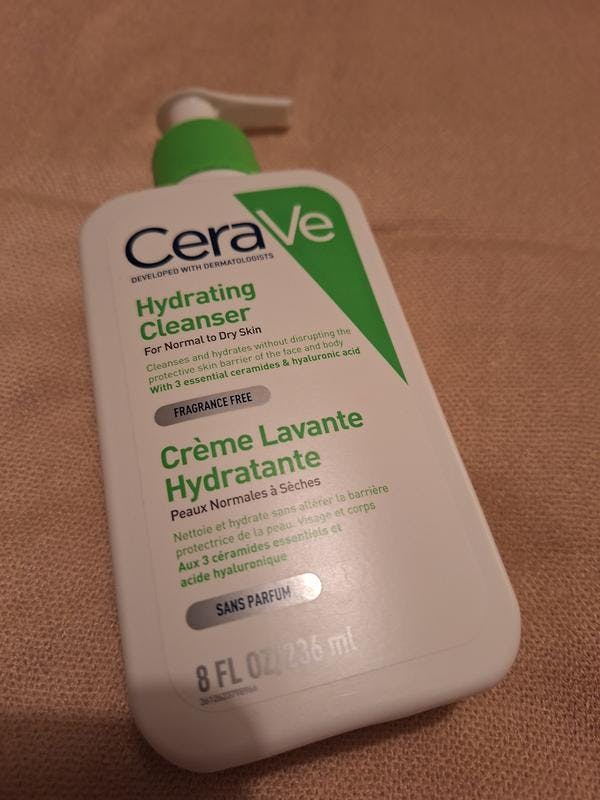 CeraVe
DEVELOPED WITH DERMATOLOGISTS
Hydrating
Cleanser
For Normal to Dry Skin
Cleanses and hydrates without disrupting the
protective skin barrier of the face and body
With 3 essential ceramides & hyaluronic acid
FRAGRANCE FREE
Crème Lavante
Hydratante
Peaux Normales à Sèches
Nettoie et hydrate sans altérer la barrière
protectrice de la peau. Visage et corps
Aux 3 céramides essentiels et
acide hyaluronique
SANS PARFUM
8 FL OZ/236 ml